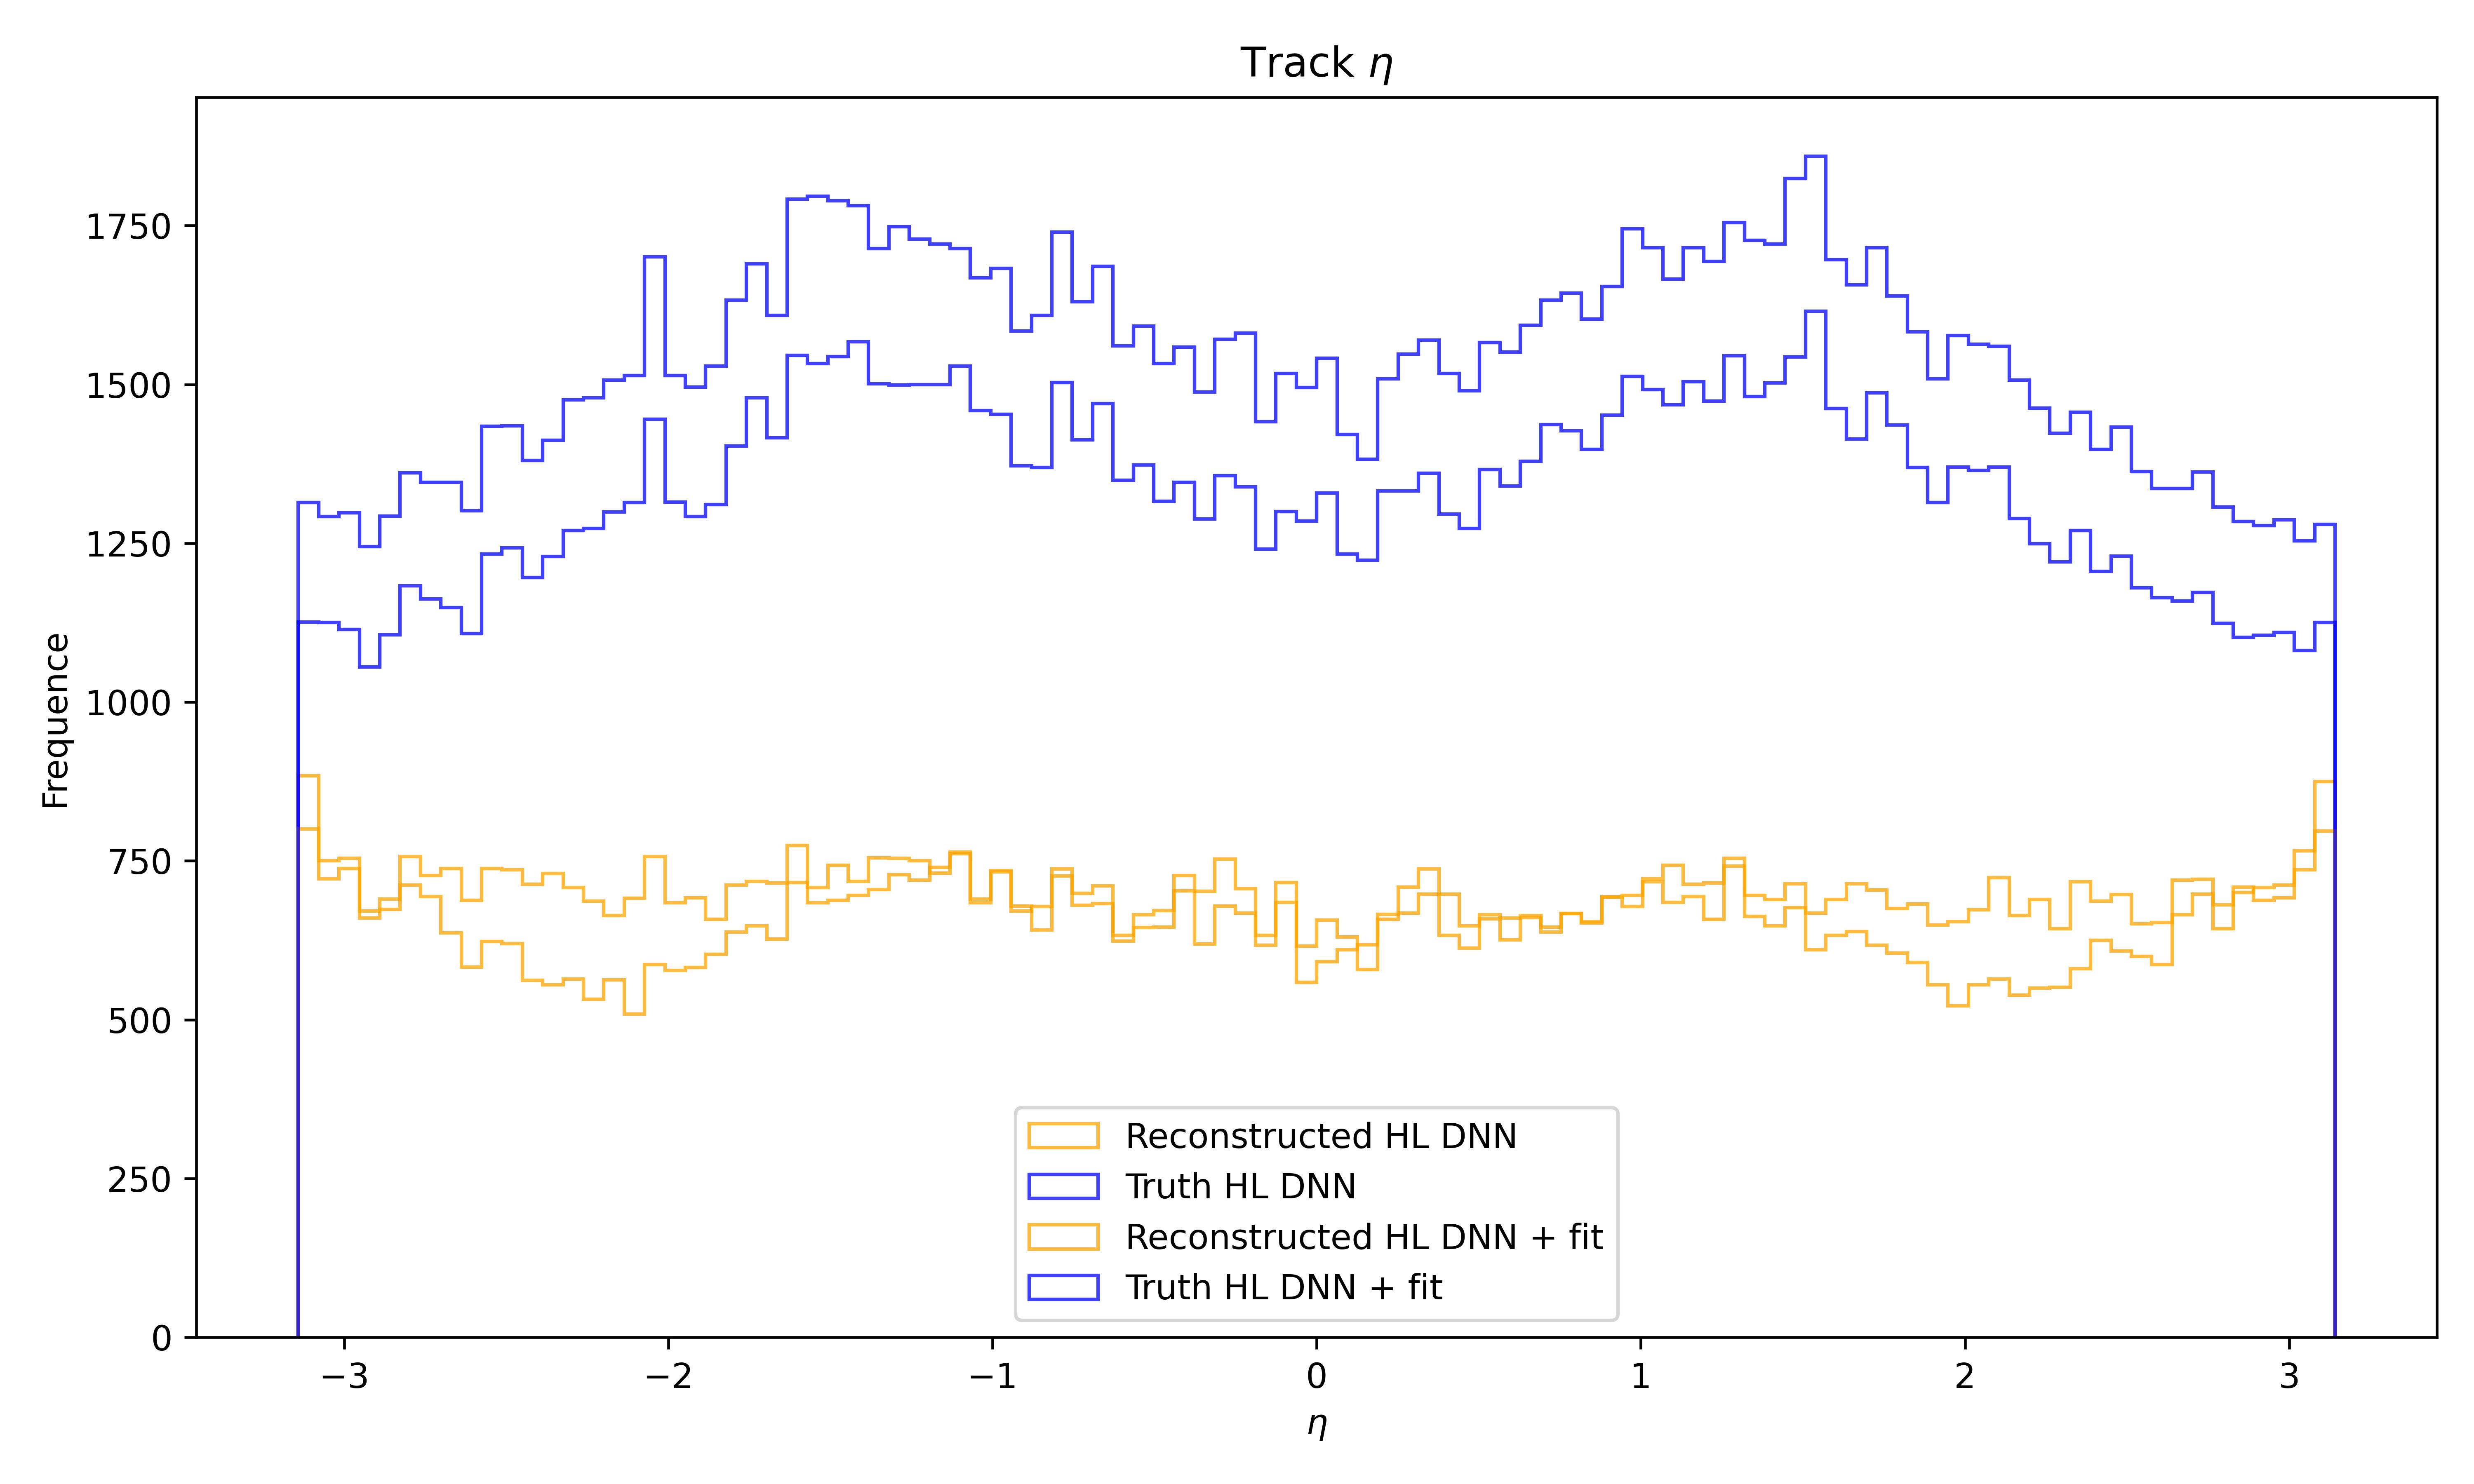 Track η
Frequence
1750
1500
1250
1000
750
500
250
0
−3
−2
−1
0
1
2
3
η
Reconstructed HL DNN
Truth HL DNN
Reconstructed HL DNN + fit
Truth HL DNN + fit